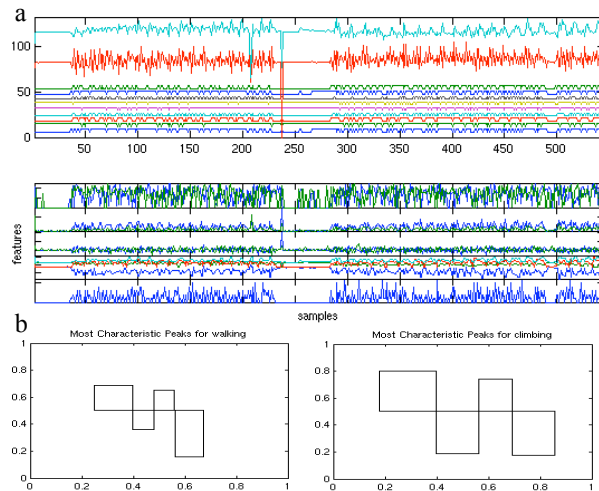 a
100
50
0
50 100 150 200 250 300 350 400 450 500
features
samples
b
Most Characteristic Peaks for walking
1
0.8
0.6
0.4
0.2
0
0 0.2 0.4 0.6 0.8 1
Most Characteristic Peaks for climbing
1
0.8
0.6
0.4
0.2
0
0 0.2 0.4 0.6 0.8 1